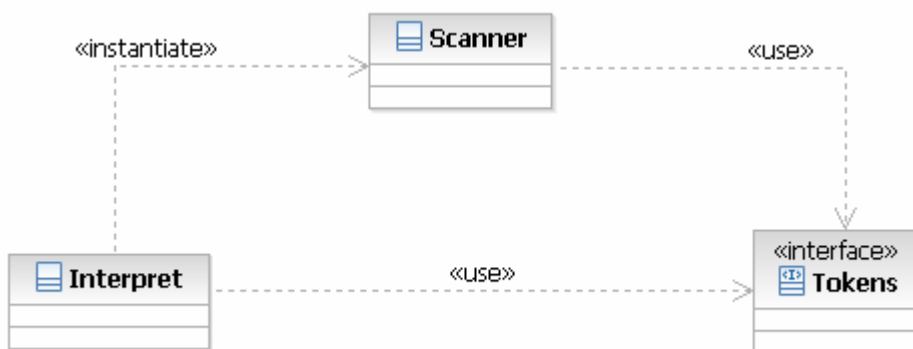 Scanner
«instantiate»
«use»
«interface»
Tokens
Interpret
«use»